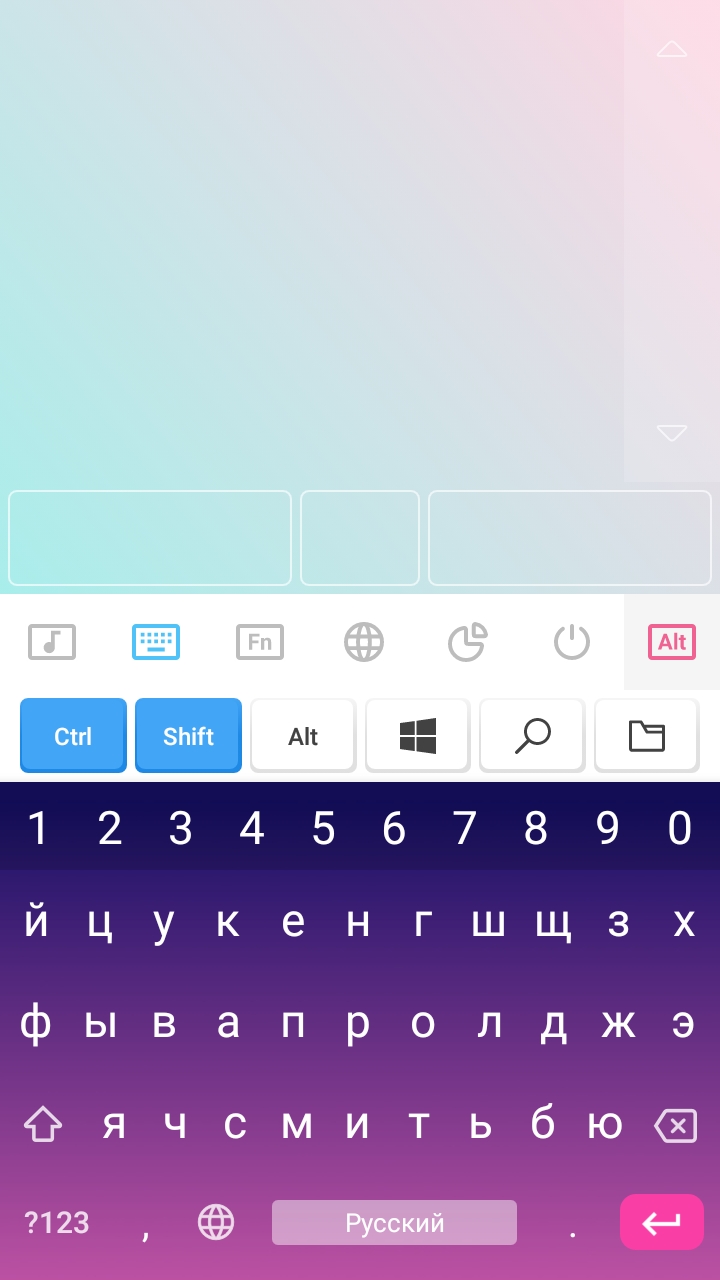 Fn Alt
Ctrl Shift Alt
1 2 3 4 5 6 7 8 9 0
й ц у к е н г ш щ з х
ф ы в а п р о л д ж э
я ч с м и т ь б ю
?123 , Русский .